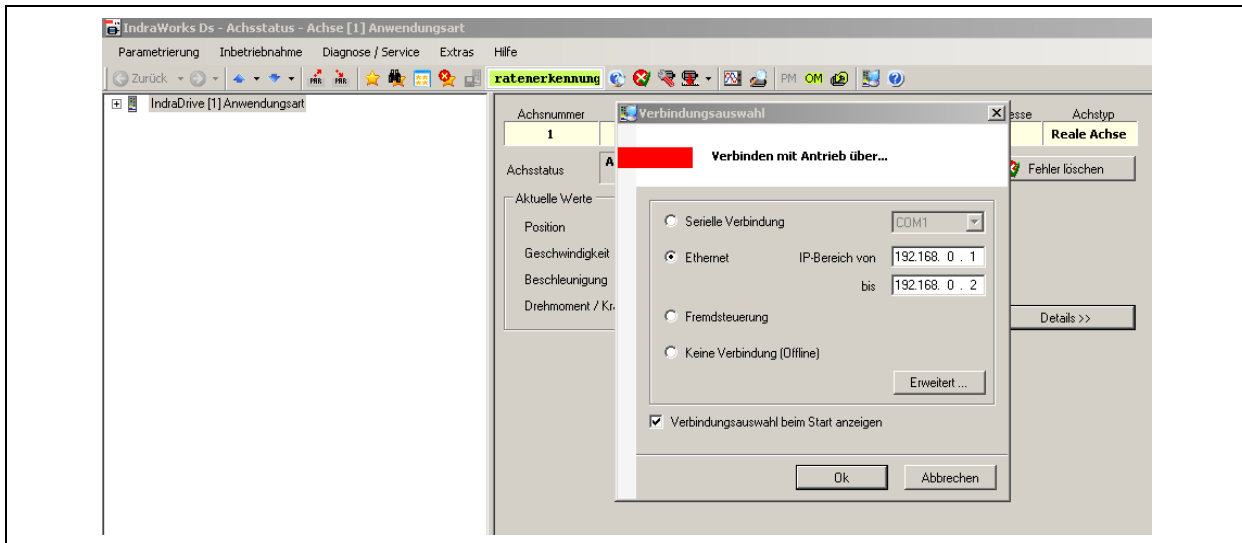 IndraWorks Ds - Achsstatus - Achse [1] Anwendungsart
Parametrierung Inbetriebnahme Diagnose / Service Extras Hilfe
Zurück PAR. PAR. ratenerkennung PM OM
IndraDrive [1] Anwendungsart
Achsnummer
1
Achsstatus A
Aktuelle Werte
Position
Geschwindigkeit
Beschleunigung
Drehmoment / Kr
Verbindungsauswahl
Verbinden mit Antrieb über...
Serielle Verbindung COM1
Ethernet IP-Bereich von 192.168. 0 . 1
bis 192.168. 0 . 2
Fremdsteuerung
Keine Verbindung (Offline)
Erweitert ...
Verbindungsauswahl beim Start anzeigen
Ok Abbrechen
esse Achstyp
Reale Achse
Fehler löschen
Details >>